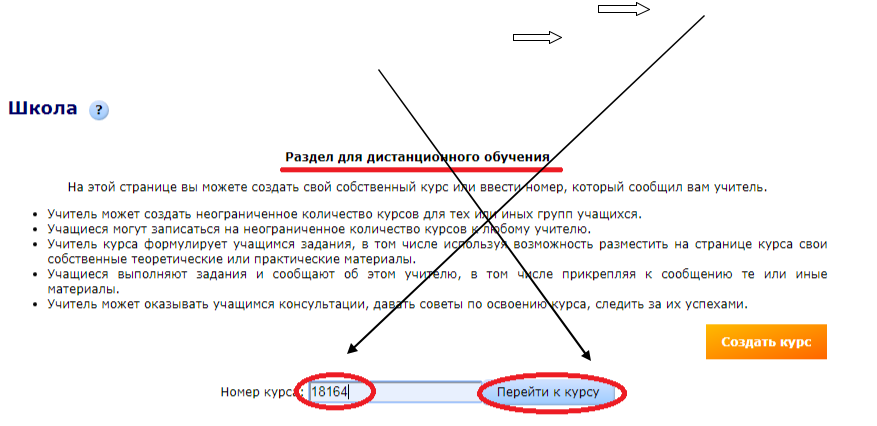 Школа ?
Раздел для дистанционного обучения
На этой странице вы можете создать свой собственный курс или ввести номер, который сообщил вам учитель.
• Учитель может создать неограниченное количество курсов для тех или иных групп учащихся.
• Учащиеся могут записаться на неограниченное количество курсов к любому учителю.
• Учитель курса формулирует учащимся задания, в том числе используя возможность разместить на странице курса свои
собственные теоретические или практические материалы.
• Учащиеся выполняют задания и сообщают об этом учителю, в том числе прикрепляя к сообщению те или иные
материалы.
• Учитель может оказывать учащимся консультации, давать советы по освоению курса, следить за их успехами.
Создать курс
Номер курса: 18164 Перейти к курсу